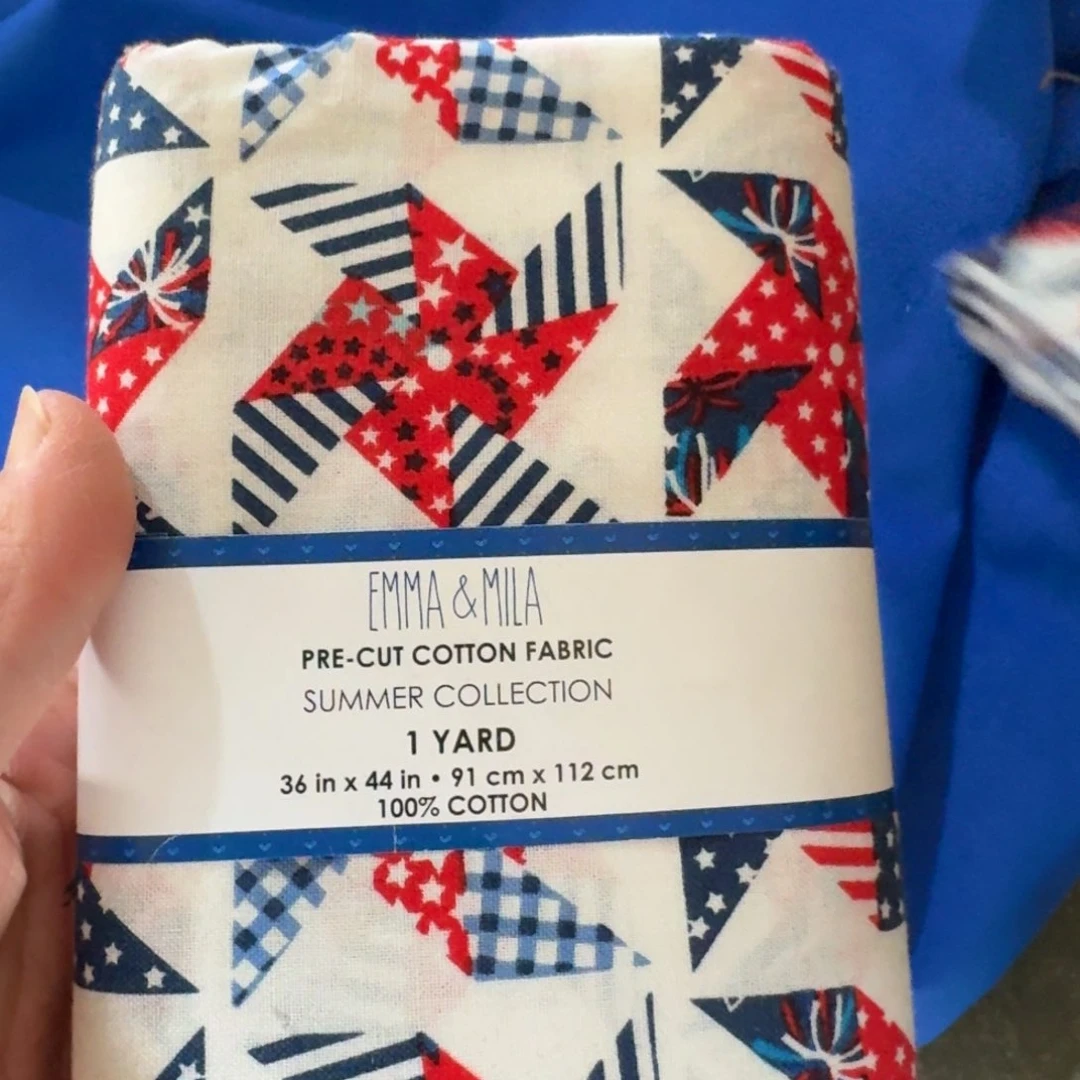 EMMA & MILA
PRE-CUT COTTON FABRIC
SUMMER COLLECTION
1 YARD
36 in x 44 in • 91 cm x 112 cm
100% COTTON